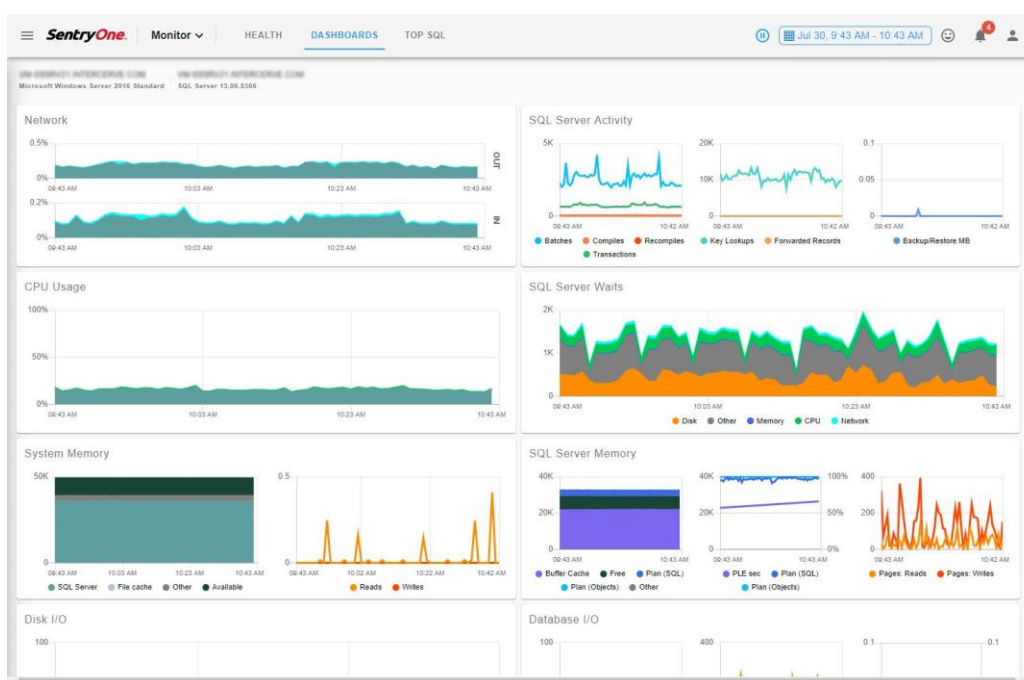 SentryOne. Monitor HEALTH DASHBOARDS TOP SQL Jul 30, 9:43 AM - 10:43 AM 4
Microsoft Windows Server 2016 Standard SQL Server 13.00.5366
Network
0.5%
0%
OUT
09:43 AM 10:03 AM 10:23 AM 10:43 AM
0.2%
0%
IN
09:43 AM 10:03 AM 10:23 AM 10:43 AM
SQL Server Activity
5K 20K 0.1
10K 0.05
0 0 0
09:43 AM 10:42 AM 09:43 AM 10:42 AM 09:43 AM 10:42 AM
Batches Compiles Recompiles Key Lookups Forwarded Records Backup/Restore MB
Transactions
CPU Usage
100%
50%
0%
09:43 AM 10:03 AM 10:23 AM 10:43 AM
SQL Server Waits
2K
1K
0
09:43 AM 10:03 AM 10:23 AM 10:43 AM
Disk Other Memory CPU Network
System Memory
50K 0.5
0 0
09:43 AM 10:03 AM 10:23 AM 10:43 AM 09:43 AM 10:02 AM 10:22 AM 10:42 AM
SQL Server File cache Other Available Reads Writes
SQL Server Memory
40K 40K 100% 400
20K 20K 50% 200
0 0 0% 0
09:43 AM 10:43 AM 09:43 AM 10:43 AM 09:43 AM 10:42 AM
Buffer Cache Free Plan (SQL) PLE sec Plan (SQL) Pages: Reads Pages: Writes
Plan (Objects) Other Plan (Objects)
Disk I/O
100
Database I/O
100 400 0.1 0.1